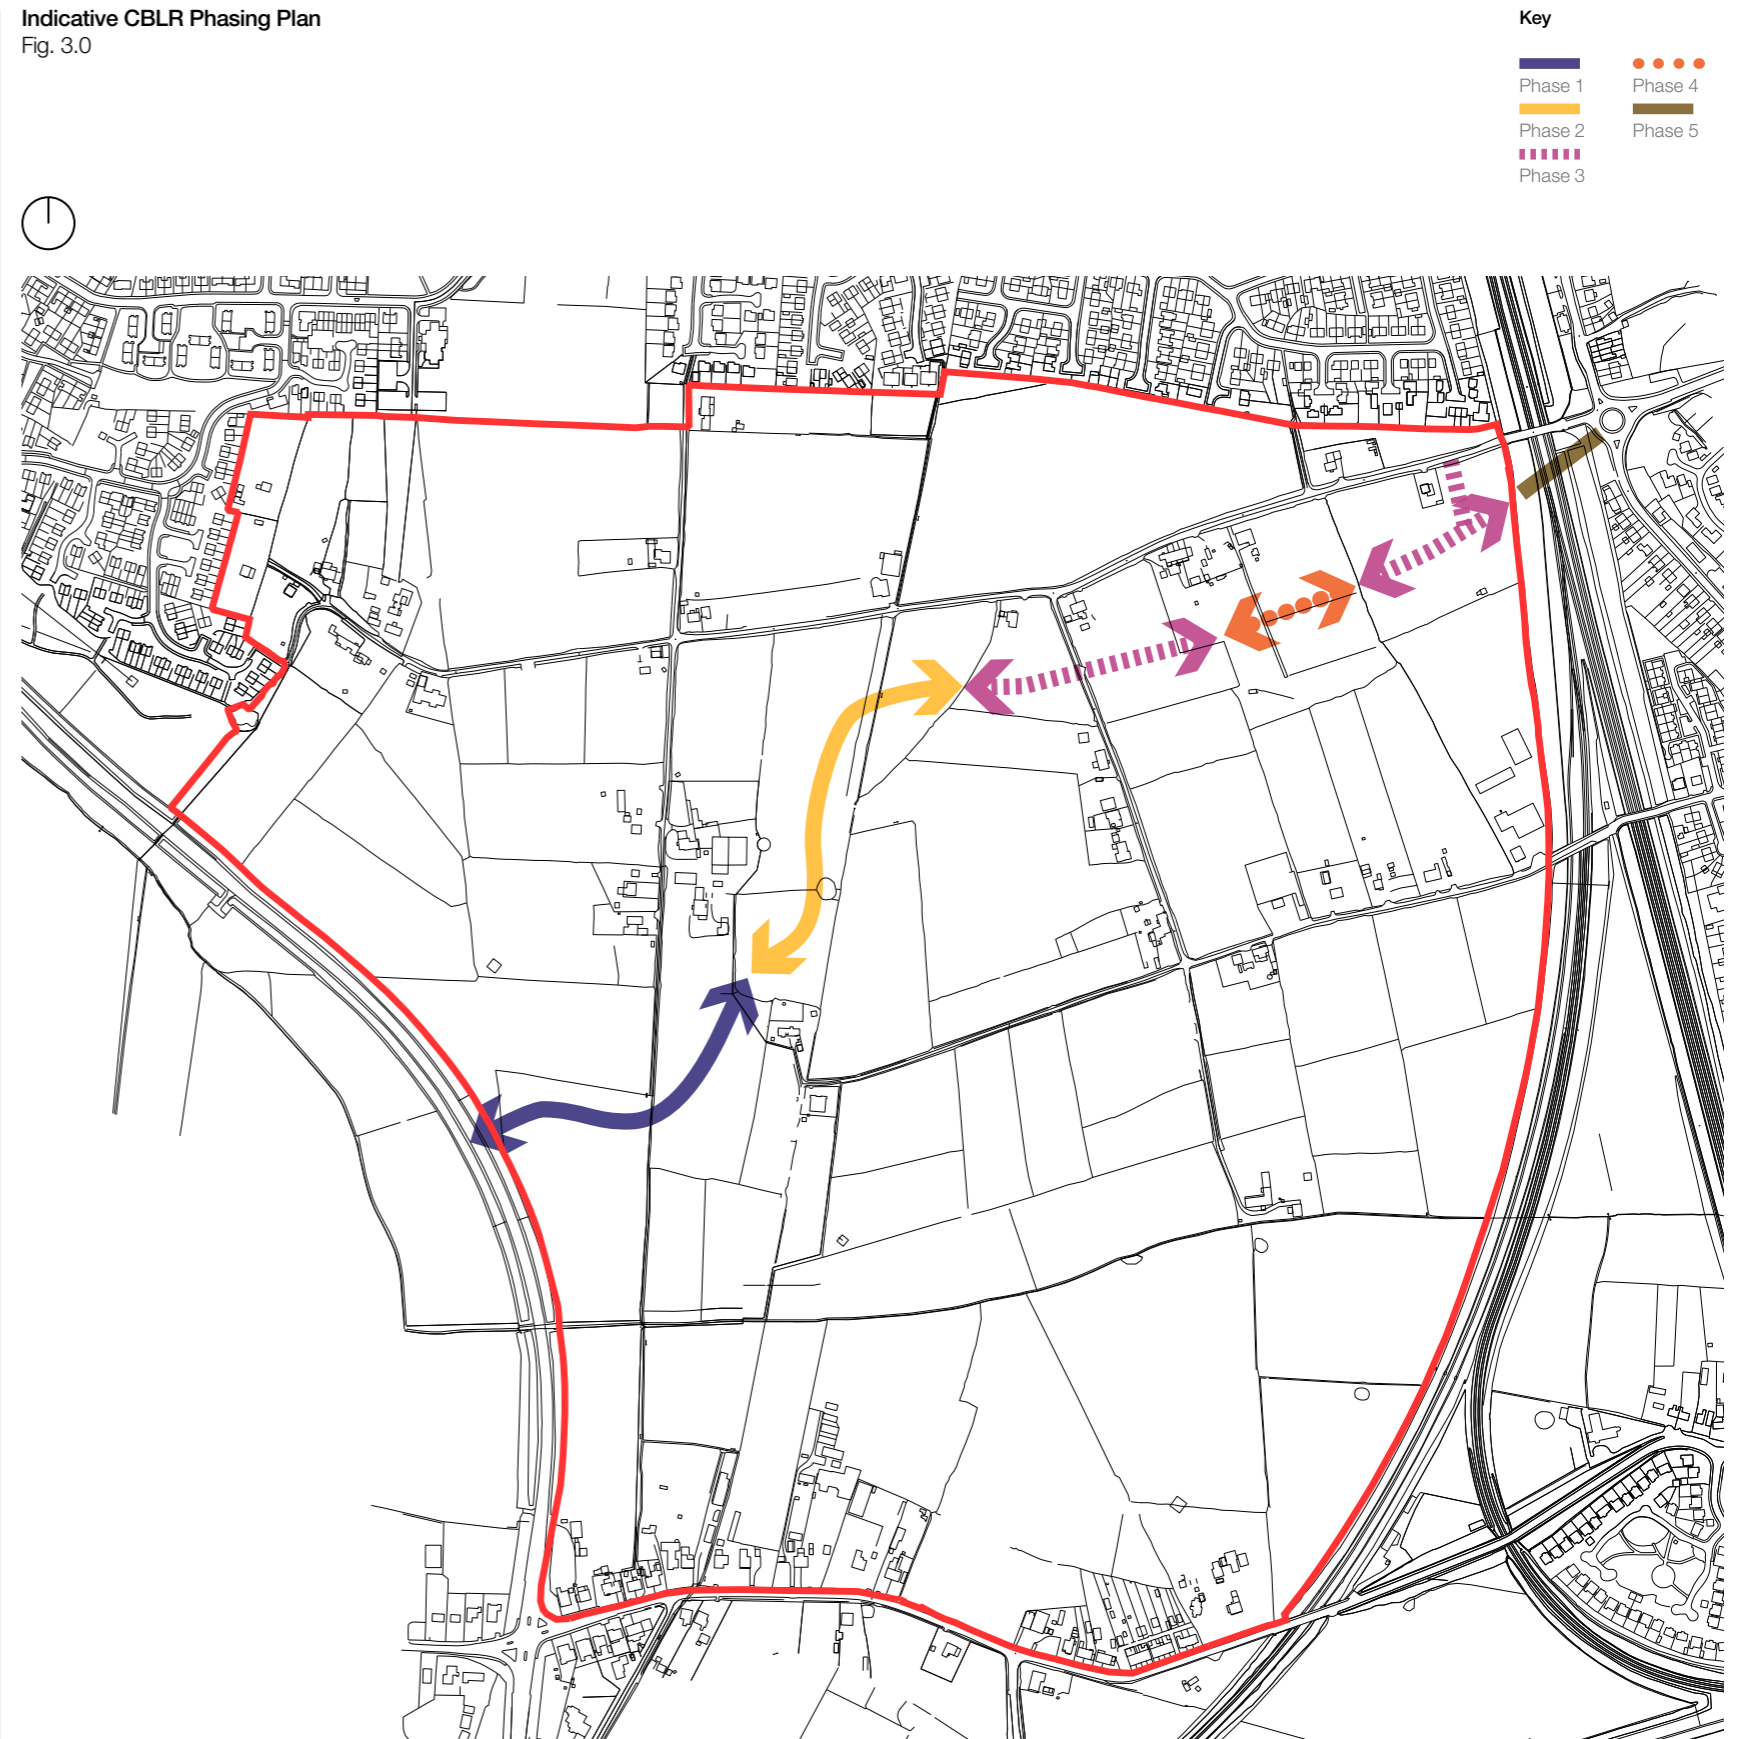 Indicative CBLR Phasing Plan
Fig. 3.0
Key
Phase 1
Phase 4
Phase 2
Phase 5
Phase 3